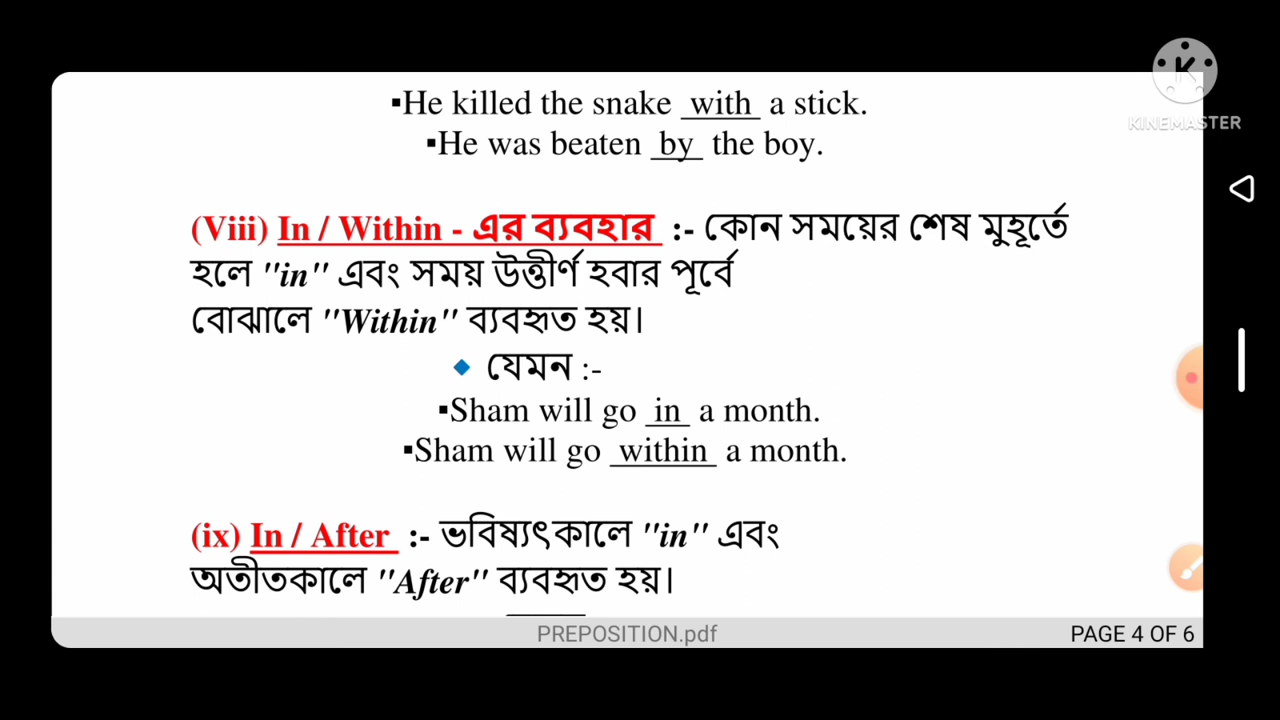 ▪He killed the snake with a stick.
KINEMASTER
▪He was beaten by the boy.
(Viii) In / Within - এর ব্যবহার :- কোন সময়ের শেষ মুহূর্তে
হলে "in" এবং সময় উত্তীর্ণ হবার পূর্বে
বোঝালে "Within" ব্যবহৃত হয়।
🔹 যেমন :-
▪Sham will go in a month.
▪Sham will go within a month.
(ix) In / After :- ভবিষ্যৎকালে "in" এবং
অতীতকালে "After" ব্যবহৃত হয়।
PREPOSITION.pdf
PAGE 4 OF 6